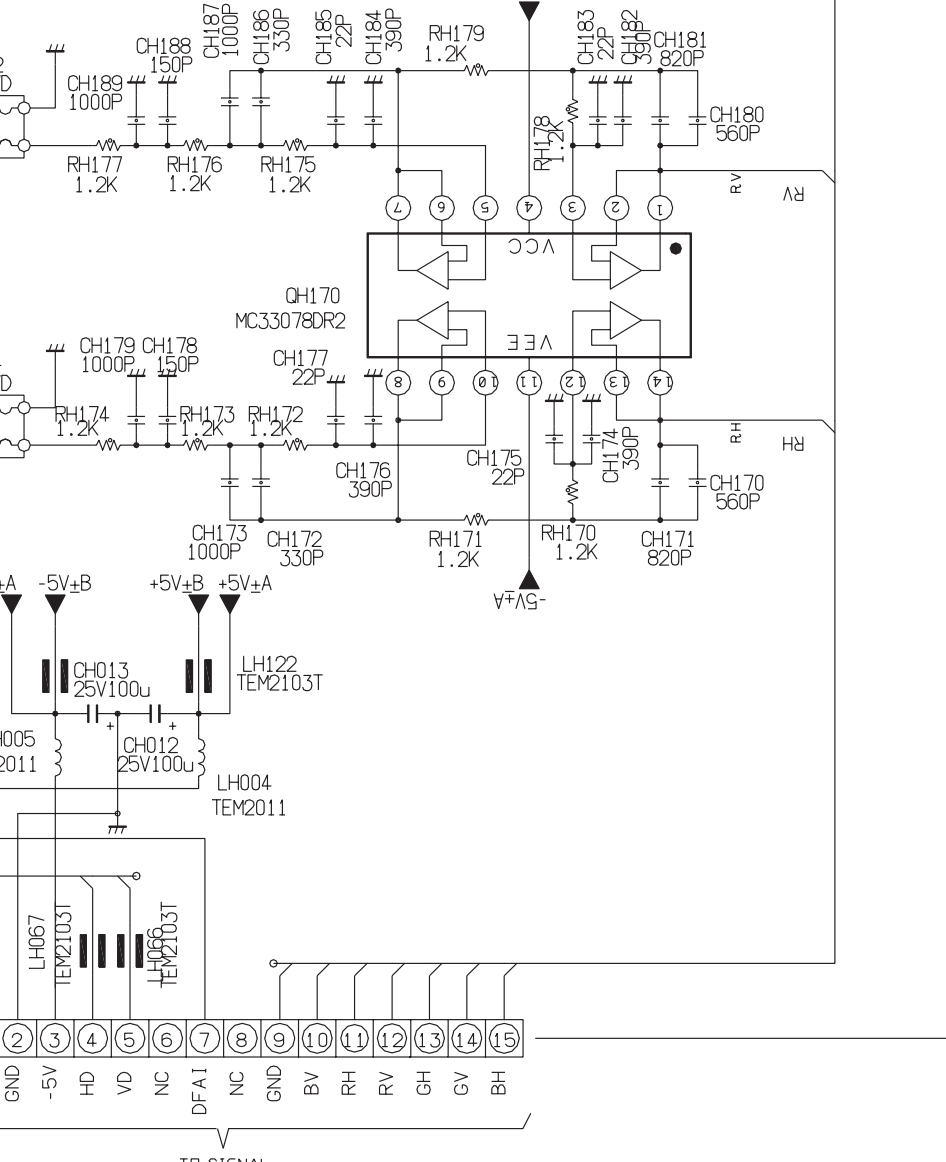 CH187
1000P
CH186
330P
CH185
22P
CH184
390P
RH179
1.2K
CH183
22P
CH182
390P
CH181
820P
CH188
150P
CH189
1000P
D
RH178
1.2K
CH180
560P
RH177
1.2K
RH176
1.2K
RH175
1.2K
RV
RV
7
6
5
4
3
2
1
VCC
QH170
MC33078DR2
VEE
CH179
1000P
CH178
150P
CH177
22P
8
9
10
11
12
13
14
D
RH174
1.2K
RH173
1.2K
RH172
1.2K
RH
RH
CH176
390P
CH175
22P
CH174
390P
CH170
560P
CH173
1000P
CH172
330P
RH171
1.2K
RH170
1.2K
CH171
820P
±A
-5V±B
+5V±B
+5V±A
-5V±A
CH013
25V100u
LH122
TEM2103T
H005
2011
CH012
25V100u
LH004
TEM2011
LH067
TEM2103T
LH066
TEM2103T
2
3
4
5
6
7
8
9
10
11
12
13
14
15
GND
-5V
HD
VD
NC
DFAI
NC
GND
BV
RH
RV
GH
GV
BH
TO SIGNAL